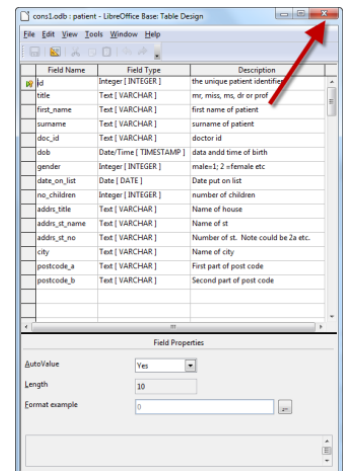 cons1.odb : patient - LibreOffice Base: Table Design
File Edit View Tools Window Help
Field Name Field Type Description
id Integer [ INTEGER ] the unique patient identifier
title Text [ VARCHAR ] mr, miss, ms, dr or prof
first_name Text [ VARCHAR ] first name of patient
surname Text [ VARCHAR ] surname of patient
doc_id Text [ VARCHAR ] doctor id
dob Date/Time [ TIMESTAMP ] data andd time of birth
gender Integer [ INTEGER ] male=1; 2 =female etc
date_on_list Date [ DATE ] Date put on list
no_children Integer [ INTEGER ] number of children
addrs_title Text [ VARCHAR ] Name of house
addrs_st_name Text [ VARCHAR ] Name of st
addrs_st_no Text [ VARCHAR ] Number of st. Note could be 2a etc.
city Text [ VARCHAR ] Name of city
postcode_a Text [ VARCHAR ] First part of post code
postcode_b Text [ VARCHAR ] Second part of post code
Field Properties
AutoValue Yes
Length 10
Format example 0 ...